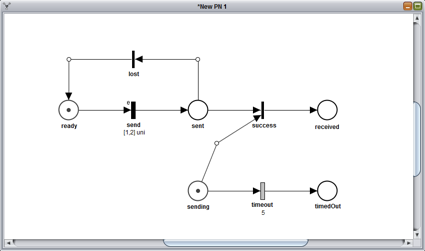 *New PN 1
lost
e
ready
send
[1,2] uni
sent
success
received
sending
timeout
5
timedOut